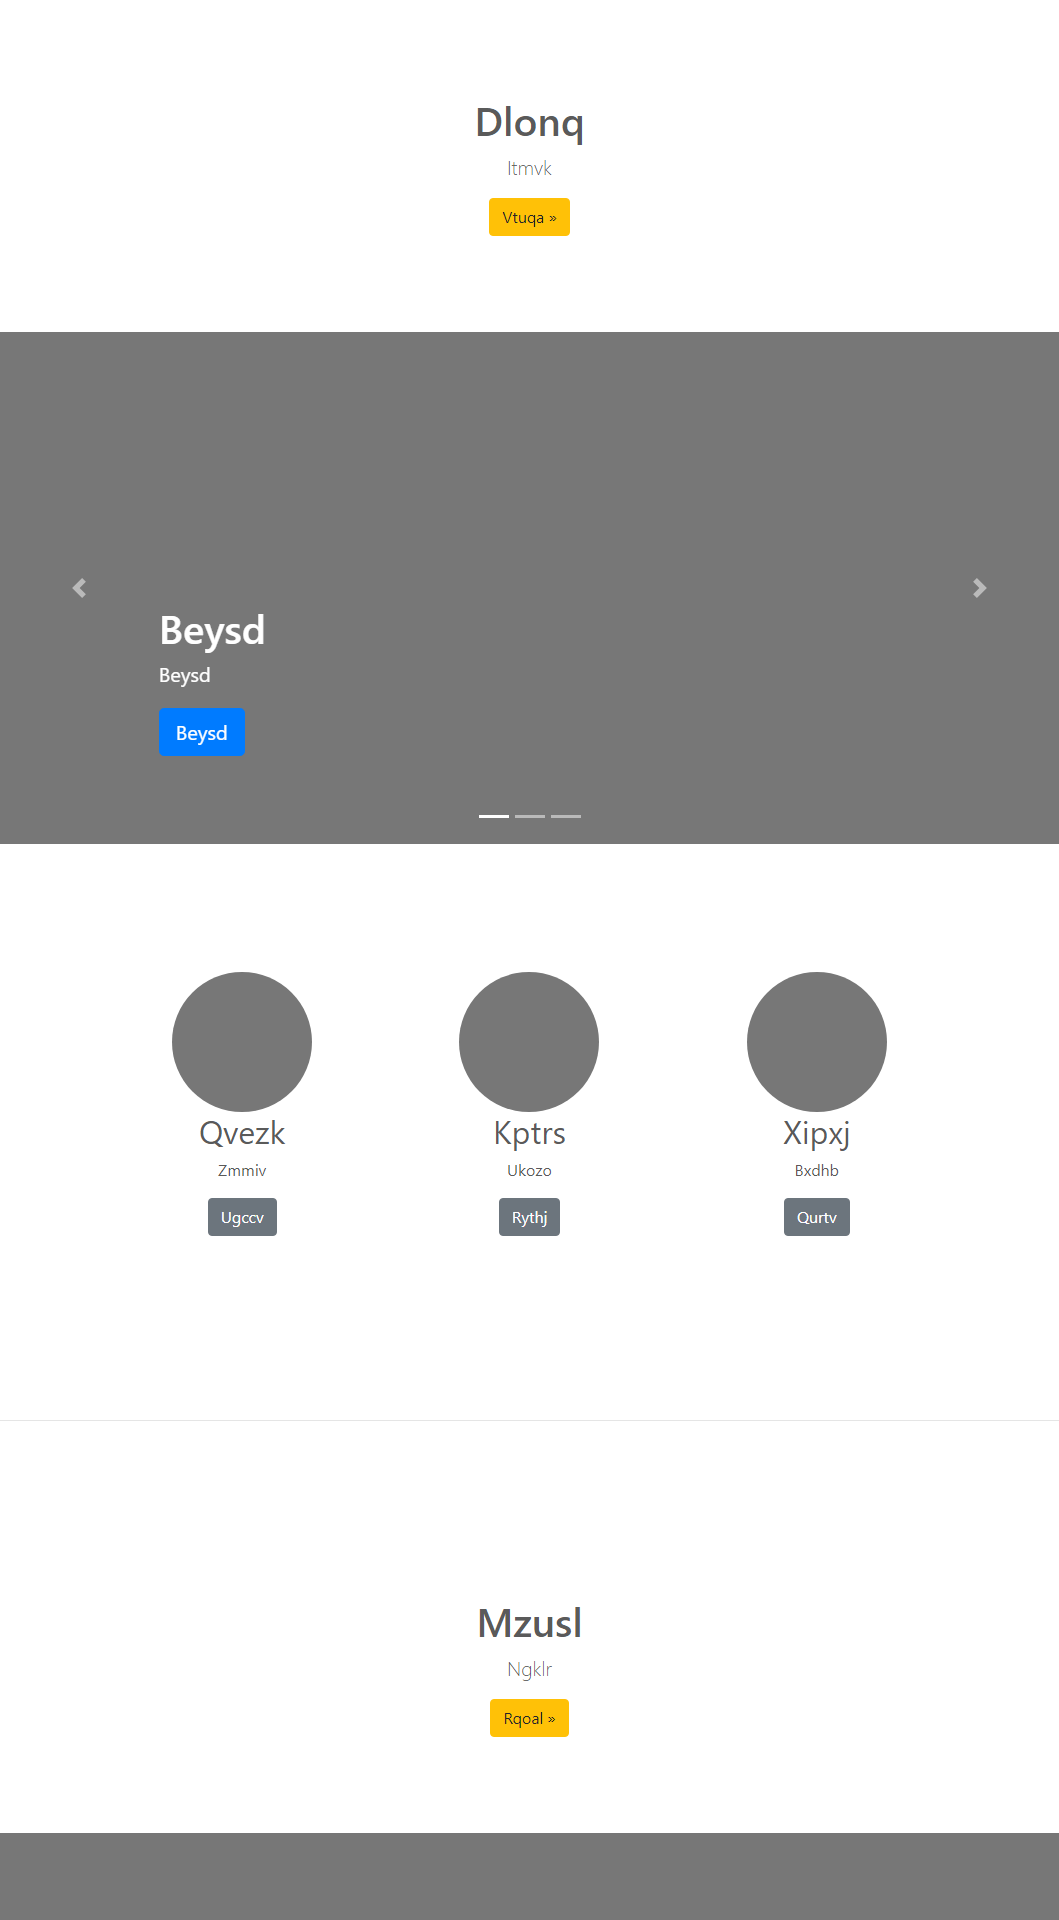 Dlonq
Itmvk
Vtuqa »
Beysd
Beysd
Beysd
Qvezk
Kptrs
Xipxj
Zmmiv
Ukozo
Bxdhb
Ugccv
Rythj
Qurtv
Mzusl
Ngklr
Rqoal »